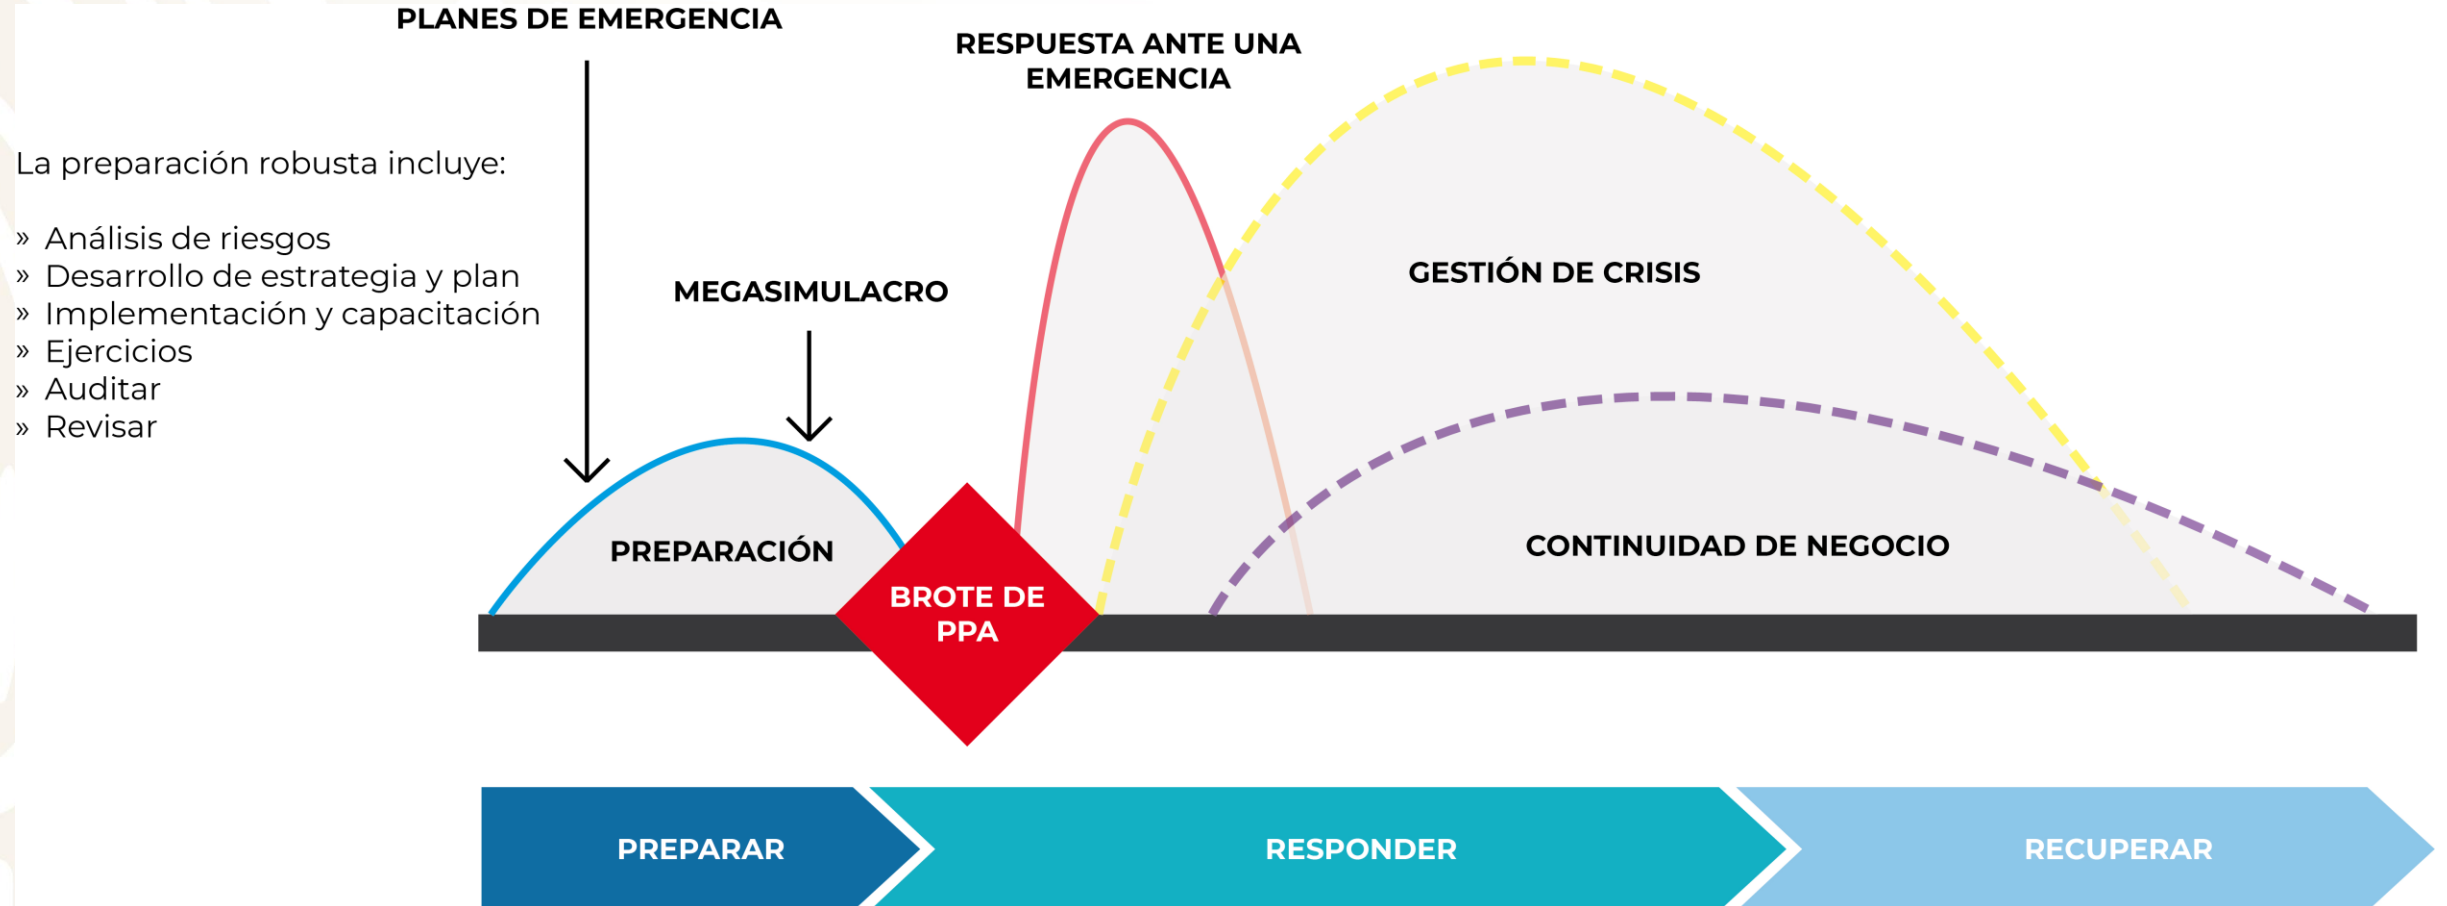 PLANES DE EMERGENCIA
RESPUESTA ANTE UNA
EMERGENCIA
La preparación robusta incluye:
» Análisis de riesgos
» Desarrollo de estrategia y plan
» Implementación y capacitación
» Ejercicios
» Auditar
» Revisar
MEGASIMULACRO
GESTIÓN DE CRISIS
PREPARACIÓN
CONTINUIDAD DE NEGOCIO
BROTE DE
PPA
PREPARAR
RESPONDER
RECUPERAR